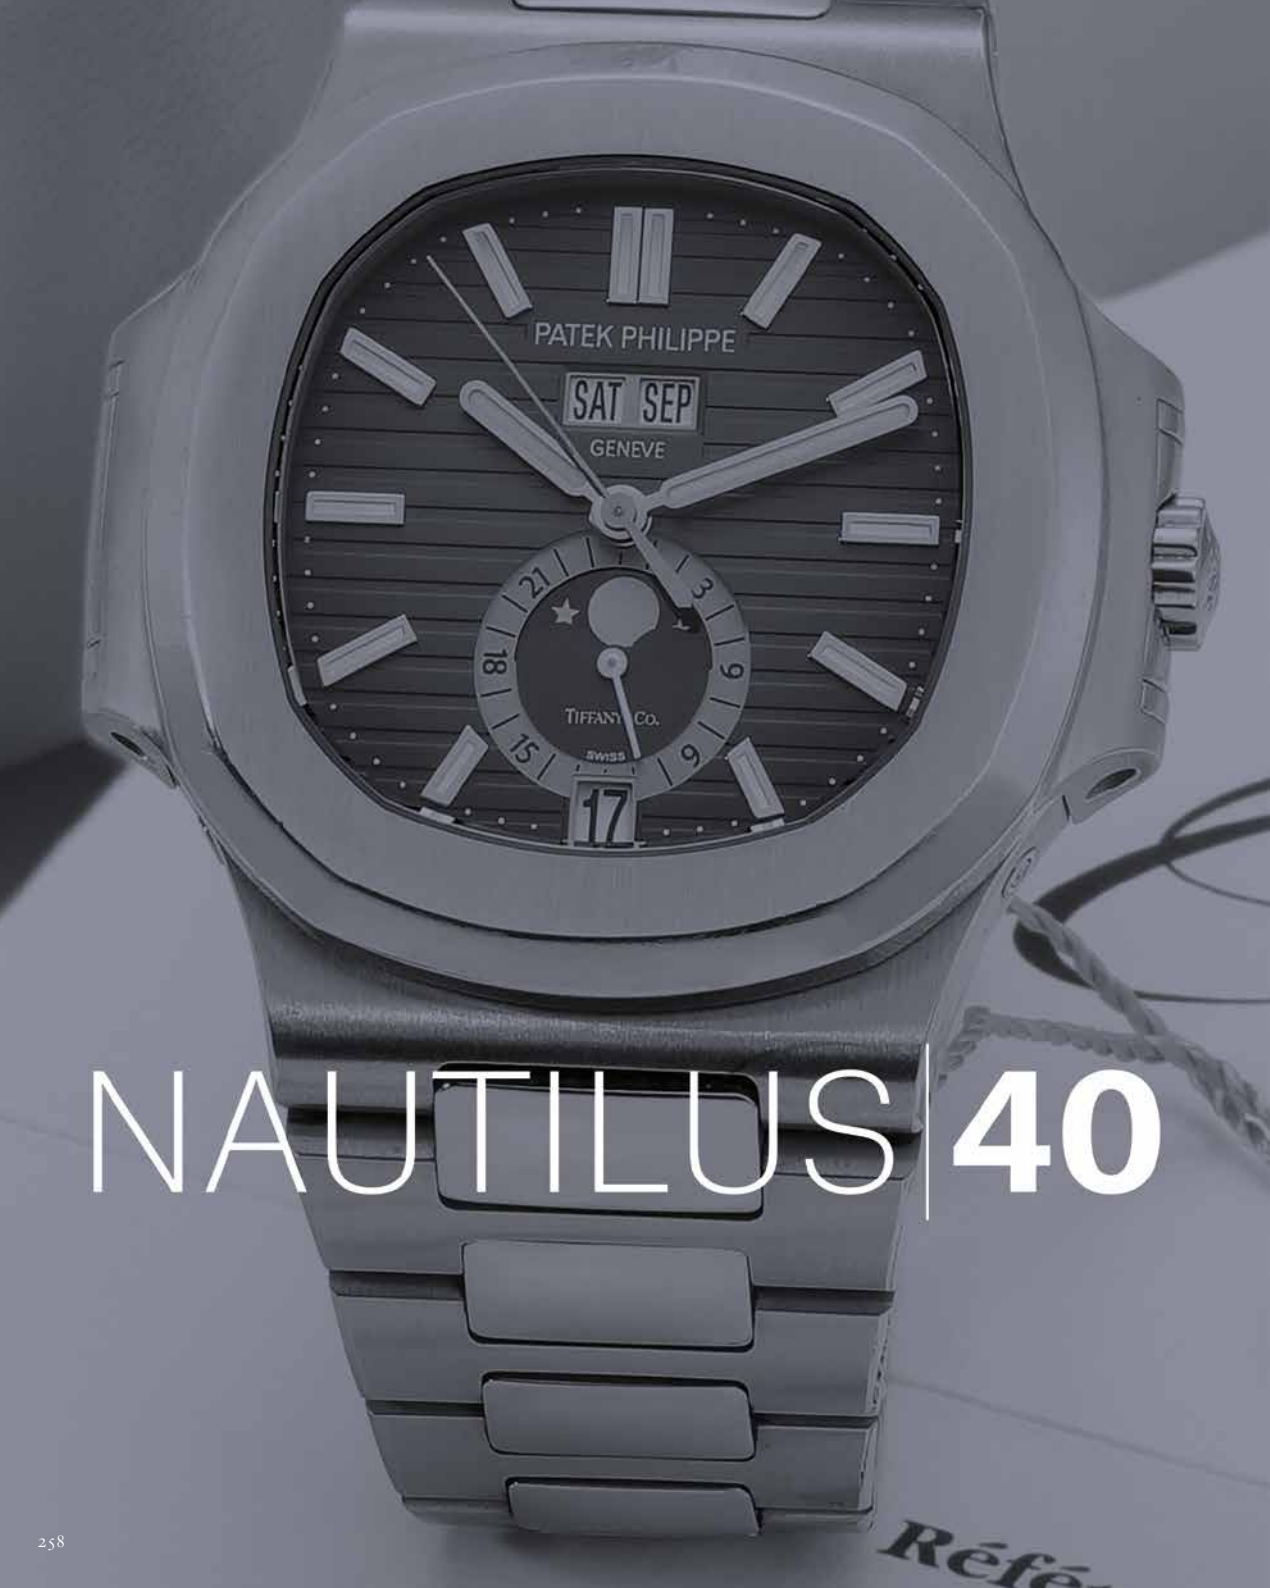 PATEK PHILIPPE
SAT SEP
GENEVE
21 3
18 6
TIFFANY Co.
15 9
SWISS
17
NAUTILUS|40
258
Réfé